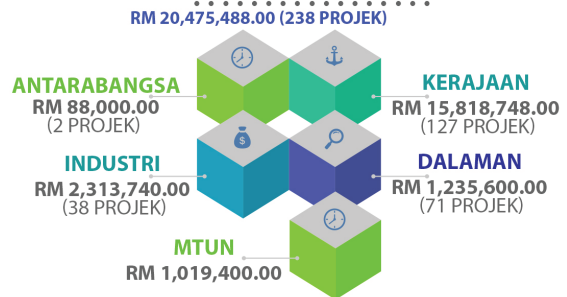 RM 20,475,488.00 (238 PROJEK)
ANTARABANGSA
RM 88,000.00
(2 PROJEK)
KERAJAAN
RM 15,818,748.00
(127 PROJEK)
INDUSTRI
RM 2,313,740.00
(38 PROJEK)
DALAMAN
RM 1,235,600.00
(71 PROJEK)
MTUN
RM 1,019,400.00
$